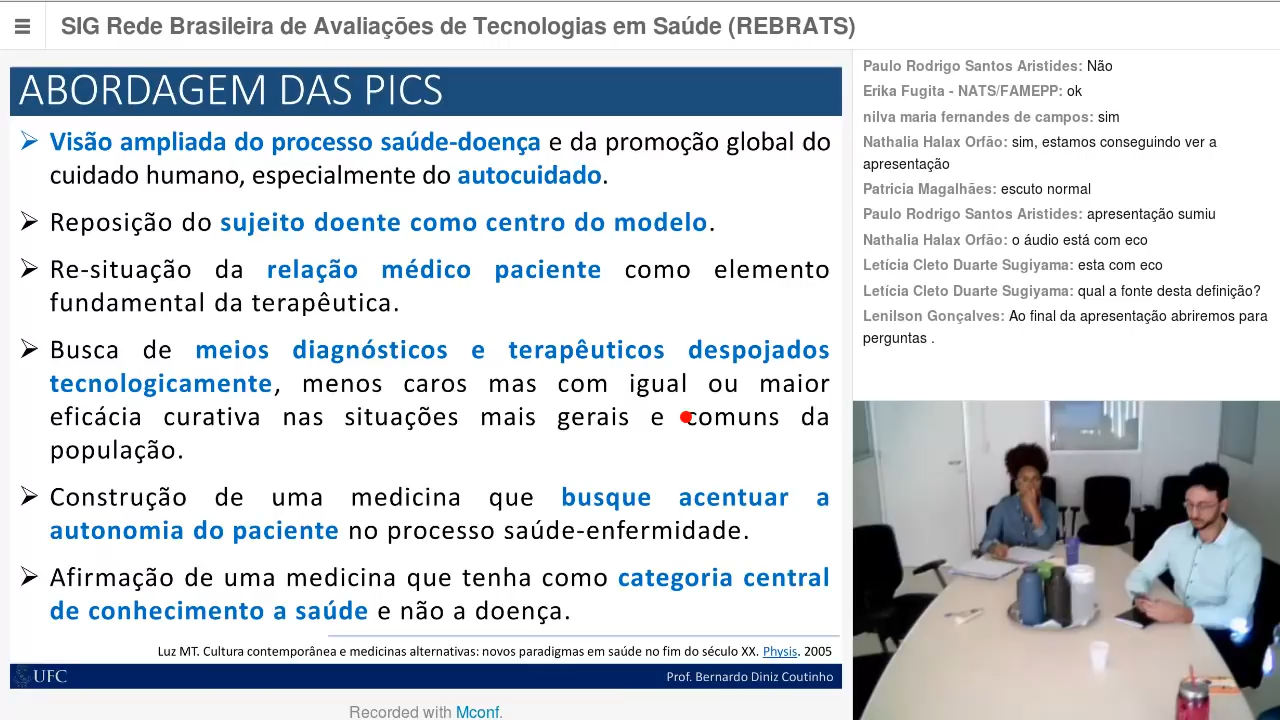 SIG Rede Brasileira de Avaliações de Tecnologias em Saúde (REBRATS)
ABORDAGEM DAS PICS
Visão ampliada do processo saúde-doença e da promoção global do
cuidado humano, especialmente do autocuidado.
Reposição do sujeito doente como centro do modelo.
Re-situação da relação médico paciente como elemento
fundamental da terapêutica.
Busca de meios diagnósticos e terapêuticos despojados
tecnologicamente, menos caros mas com igual ou maior
eficácia curativa nas situações mais gerais e comuns da
população.
Construção de uma medicina que busque acentuar a
autonomia do paciente no processo saúde-enfermidade.
Afirmação de uma medicina que tenha como categoria central
de conhecimento a saúde e não a doença.
Luz MT. Cultura contemporânea e medicinas alternativas: novos paradigmas em saúde no fim do século XX. Physis. 2005
UFC
Prof. Bernardo Diniz Coutinho
Recorded with Mconf.
Paulo Rodrigo Santos Aristides: Não
Erika Fugita - NATS/FAMEPP: ok
nilva maria fernandes de campos: sim
Nathalia Halax Orfão: sim, estamos conseguindo ver a
apresentação
Patricia Magalhães: escuto normal
Paulo Rodrigo Santos Aristides: apresentação sumiu
Nathalia Halax Orfão: o áudio está com eco
Letícia Cleto Duarte Sugiyama: esta com eco
Letícia Cleto Duarte Sugiyama: qual a fonte desta definição?
Lenilson Gonçalves: Ao final da apresentação abriremos para
perguntas .